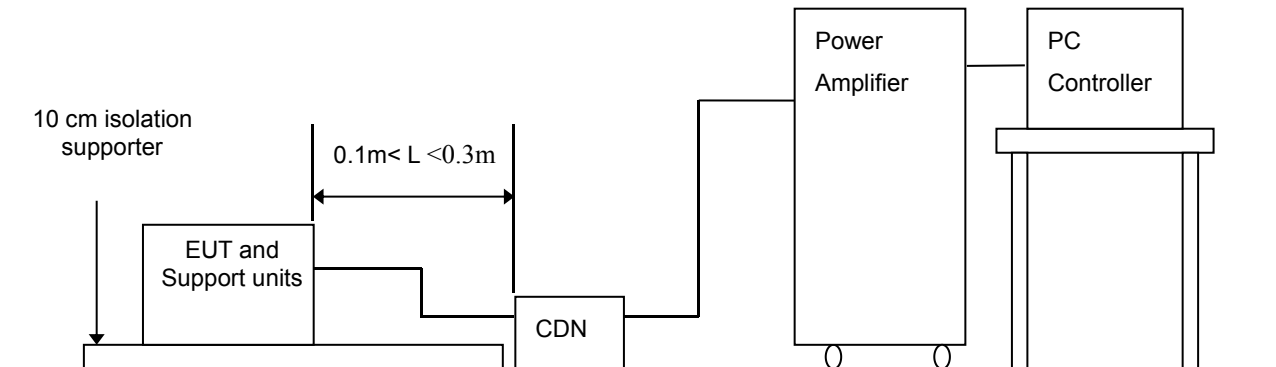 10 cm isolation
supporter
0.1m< L <0.3m
EUT and
Support units
CDN
Power
Amplifier
PC
Controller